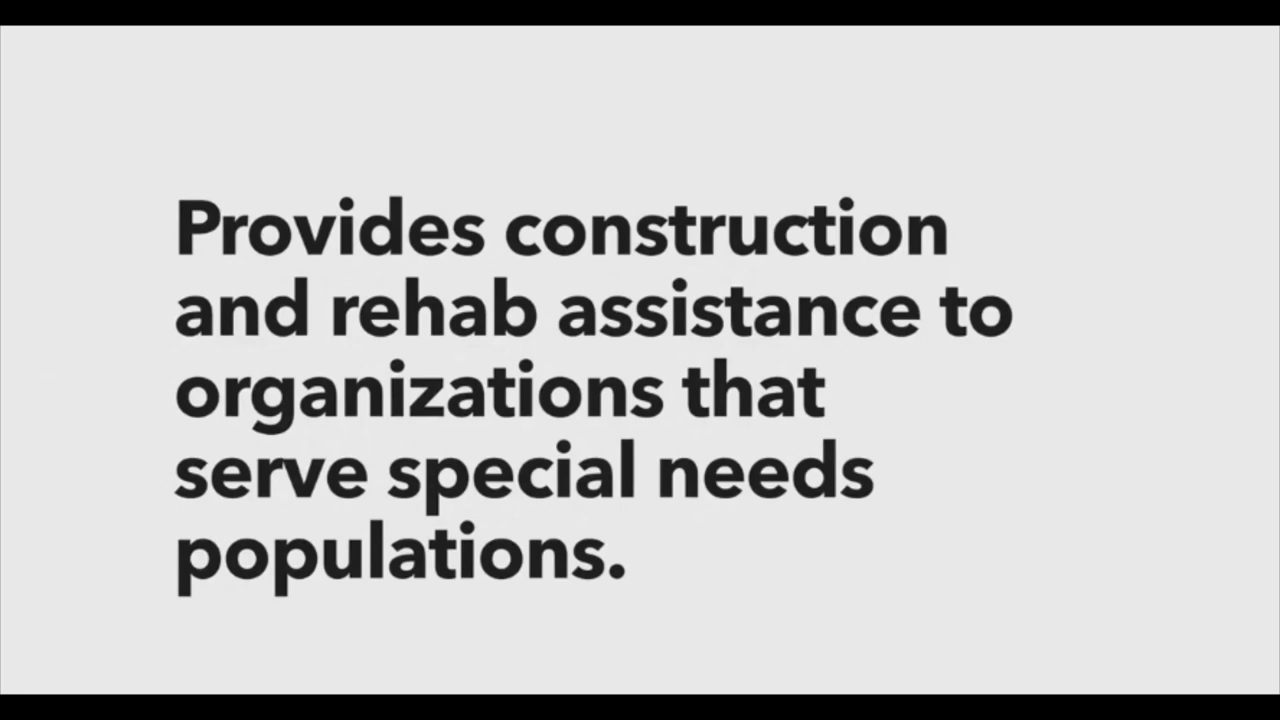 Provides construction
and rehab assistance to
organizations that
serve special needs
populations.